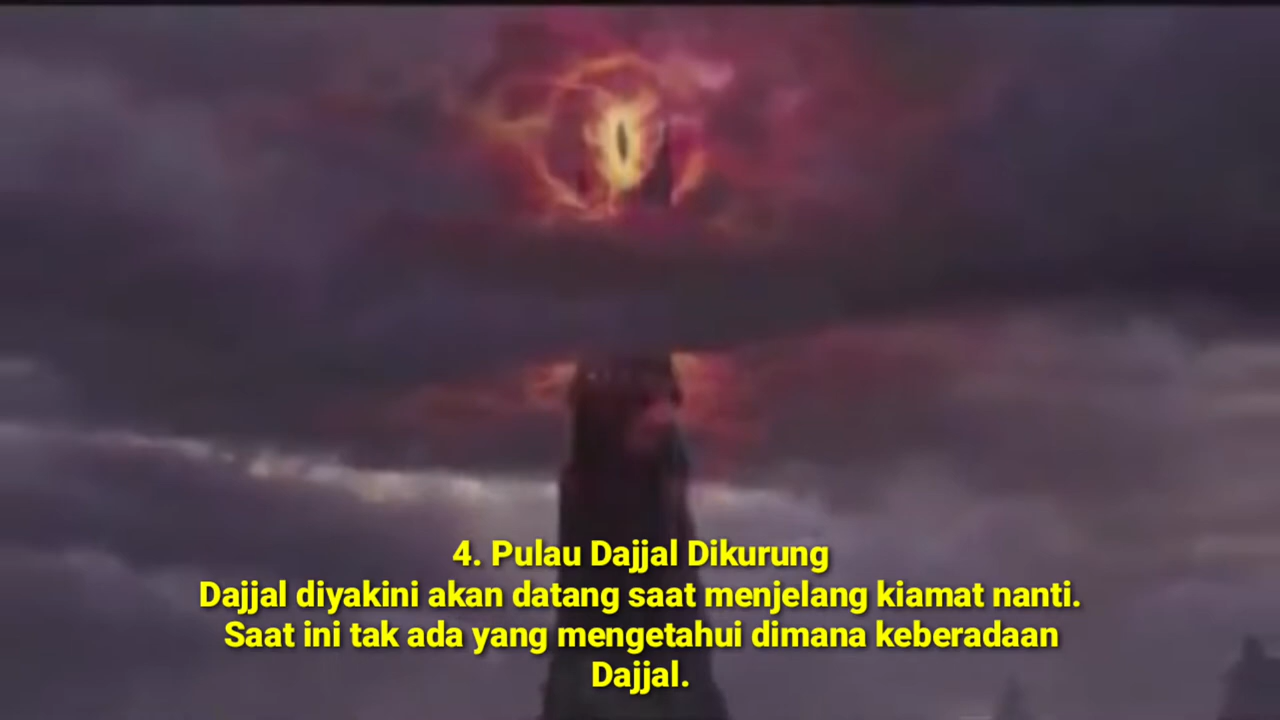 4. Pulau Dajjal Dikurung
Dajjal diyakini akan datang saat menjelang kiamat nanti.
Saat ini tak ada yang mengetahui dimana keberadaan
Dajjal.